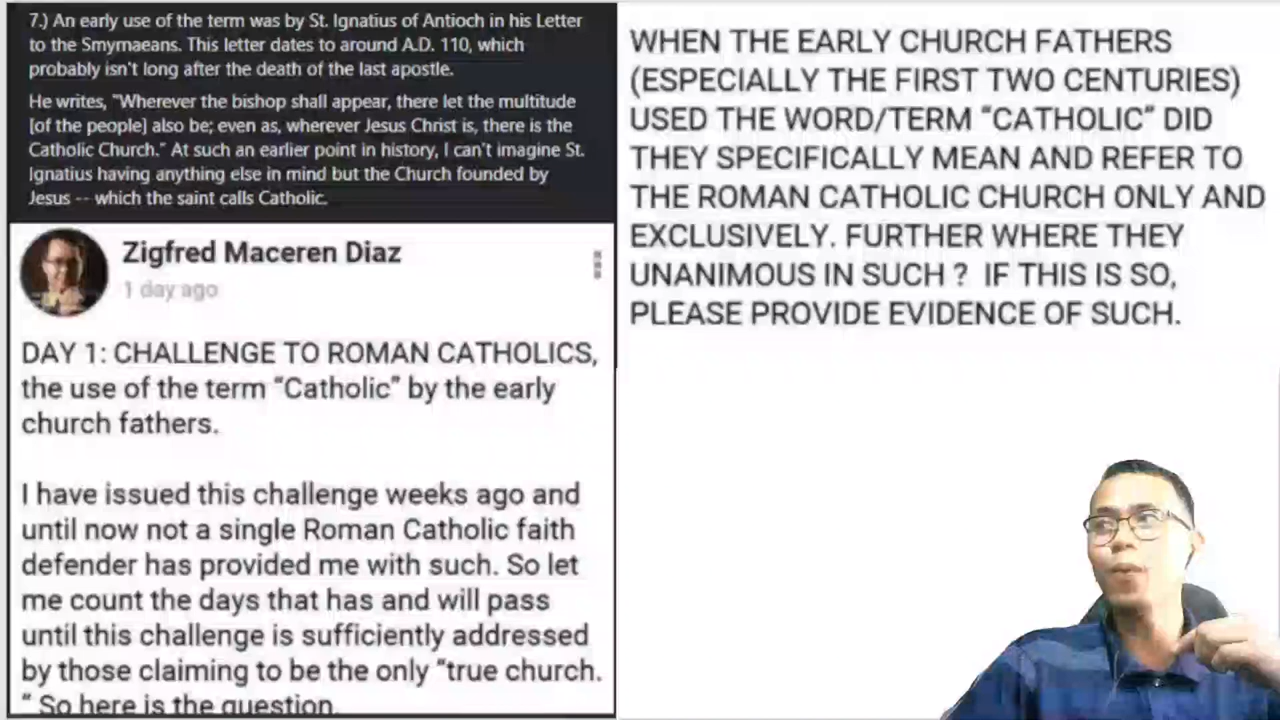 7.) An early use of the term was by St. Ignatius of Antioch in his Letter
to the Smymaeans. This letter dates to around A.D. 110, which
probably isn't long after the death of the last apostle.
He writes, "Wherever the bishop shall appear, there let the multitude
[of the people] also be; even as, wherever Jesus Christ is, there is the
Catholic Church." At such an earlier point in history, I can't imagine St.
Ignatius having anything else in mind but the Church founded by
Jesus -- which the saint calls Catholic.
Zigfred Maceren Diaz
1 day ago
DAY 1: CHALLENGE TO ROMAN CATHOLICS,
the use of the term “Catholic” by the early
church fathers.
I have issued this challenge weeks ago and
until now not a single Roman Catholic faith
defender has provided me with such. So let
me count the days that has and will pass
until this challenge is sufficiently addressed
by those claiming to be the only “true church.
“ So here is the question.
WHEN THE EARLY CHURCH FATHERS
(ESPECIALLY THE FIRST TWO CENTURIES)
USED THE WORD/TERM “CATHOLIC” DID
THEY SPECIFICALLY MEAN AND REFER TO
THE ROMAN CATHOLIC CHURCH ONLY AND
EXCLUSIVELY. FURTHER WHERE THEY
UNANIMOUS IN SUCH ? IF THIS IS SO,
PLEASE PROVIDE EVIDENCE OF SUCH.